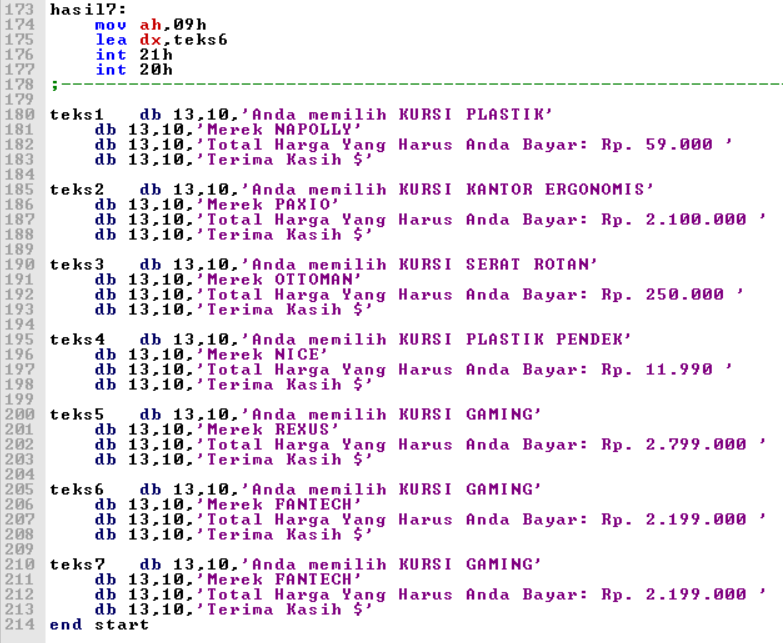 173 hasil7:
174 mov ah,09h
175 lea dx,teks6
176 int 21h
177 int 20h
178 ;------------------------------------------------------------------
179
180 teks1 db 13,10,'Anda memilih KURSI PLASTIK'
181 db 13,10,'Merek NAPOLLY'
182 db 13,10,'Total Harga Yang Harus Anda Bayar: Rp. 59.000 '
183 db 13,10,'Terima Kasih $'
184
185 teks2 db 13,10,'Anda memilih KURSI KANTOR ERGONOMIS'
186 db 13,10,'Merek PAXIO'
187 db 13,10,'Total Harga Yang Harus Anda Bayar: Rp. 2.100.000 '
188 db 13,10,'Terima Kasih $'
189
190 teks3 db 13,10,'Anda memilih KURSI SERAT ROTAN'
191 db 13,10,'Merek OTTOMAN'
192 db 13,10,'Total Harga Yang Harus Anda Bayar: Rp. 250.000 '
193 db 13,10,'Terima Kasih $'
194
195 teks4 db 13,10,'Anda memilih KURSI PLASTIK PENDEK'
196 db 13,10,'Merek NICE'
197 db 13,10,'Total Harga Yang Harus Anda Bayar: Rp. 11.990 '
198 db 13,10,'Terima Kasih $'
199
200 teks5 db 13,10,'Anda memilih KURSI GAMING'
201 db 13,10,'Merek REXUS'
202 db 13,10,'Total Harga Yang Harus Anda Bayar: Rp. 2.799.000 '
203 db 13,10,'Terima Kasih $'
204
205 teks6 db 13,10,'Anda memilih KURSI GAMING'
206 db 13,10,'Merek FANTECH'
207 db 13,10,'Total Harga Yang Harus Anda Bayar: Rp. 2.199.000 '
208 db 13,10,'Terima Kasih $'
209
210 teks7 db 13,10,'Anda memilih KURSI GAMING'
211 db 13,10,'Merek FANTECH'
212 db 13,10,'Total Harga Yang Harus Anda Bayar: Rp. 2.199.000 '
213 db 13,10,'Terima Kasih $'
214 end start